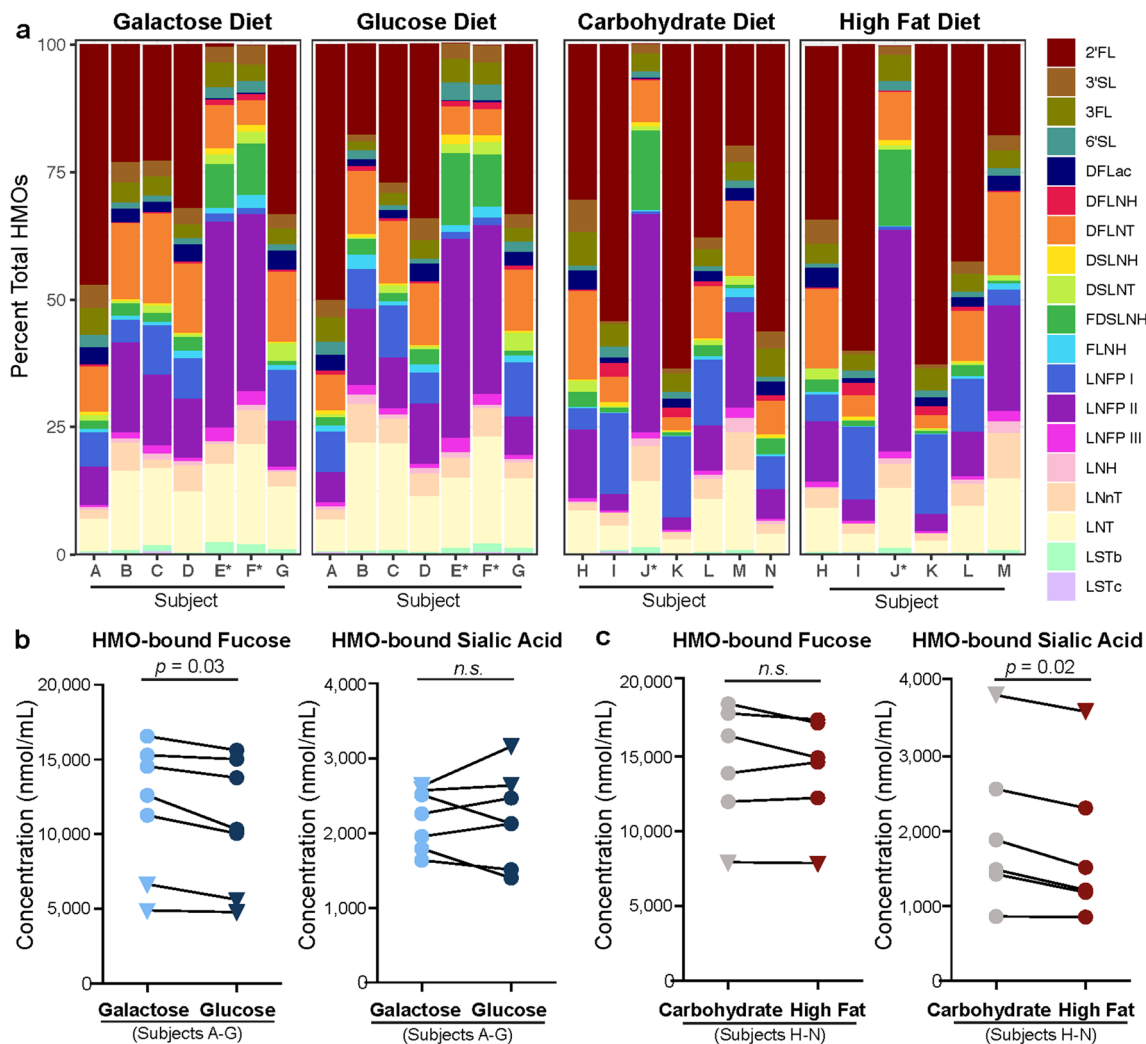 a
Galactose Diet
Glucose Diet
Carbohydrate Diet
High Fat Diet
Percent Total HMOs
100
75
50
25
0
A B C D E* F* G
Subject
A B C D E* F* G
Subject
H I J* K L M N
Subject
H I J* K L M
Subject
2'FL
3'SL
3FL
6'SL
DFLac
DFLNH
DFLNT
DSLNH
DSLNT
FDSLNH
FLNH
LNFP I
LNFP II
LNFP III
LNH
LNnT
LNT
LSTb
LSTc
b
HMO-bound Fucose
p = 0.03
Concentration (nmol/mL)
20,000
15,000
10,000
5,000
0
Galactose Glucose
(Subjects A-G)
HMO-bound Sialic Acid
n.s.
Concentration (nmol/mL)
4,000
3,000
2,000
1,000
0
Galactose Glucose
(Subjects A-G)
c
HMO-bound Fucose
n.s.
Concentration (nmol/mL)
20,000
15,000
10,000
5,000
0
Carbohydrate High Fat
(Subjects H-N)
HMO-bound Sialic Acid
p = 0.02
Concentration (nmol/mL)
4,000
3,000
2,000
1,000
0
Carbohydrate High Fat
(Subjects H-N)